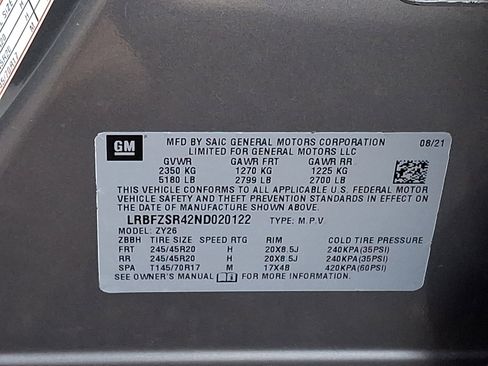 GM
MFD BY SAIC GENERAL MOTORS CORPORATION 08/21
LIMITED FOR GENERAL MOTORS LLC
GVWR GAWR FRT GAWR RR
2350 KG 1270 KG 1225 KG
5180 LB 2799 LB 2700 LB
THIS VEHICLE CONFORMS TO ALL APPLICABLE U.S. FEDERAL MOTOR
VEHICLE SAFETY AND THEFT PREVENTION STANDARDS IN EFFECT ON
THE DATE OF MANUFACTURE SHOWN ABOVE.
LRBFZSR42ND020122 TYPE: M.P.V
MODEL: ZY26
ZBBH TIRE SIZE SPEED RTG RIM COLD TIRE PRESSURE
FRT 245/45R20 H 20X8.5J 240KPA(35PSI)
RR 245/45R20 H 20X8.5J 240KPA(35PSI)
SPA T145/70R17 M 17X4B 420KPA(60PSI)
SEE OWNER'S MANUAL FOR MORE INFORMATION.